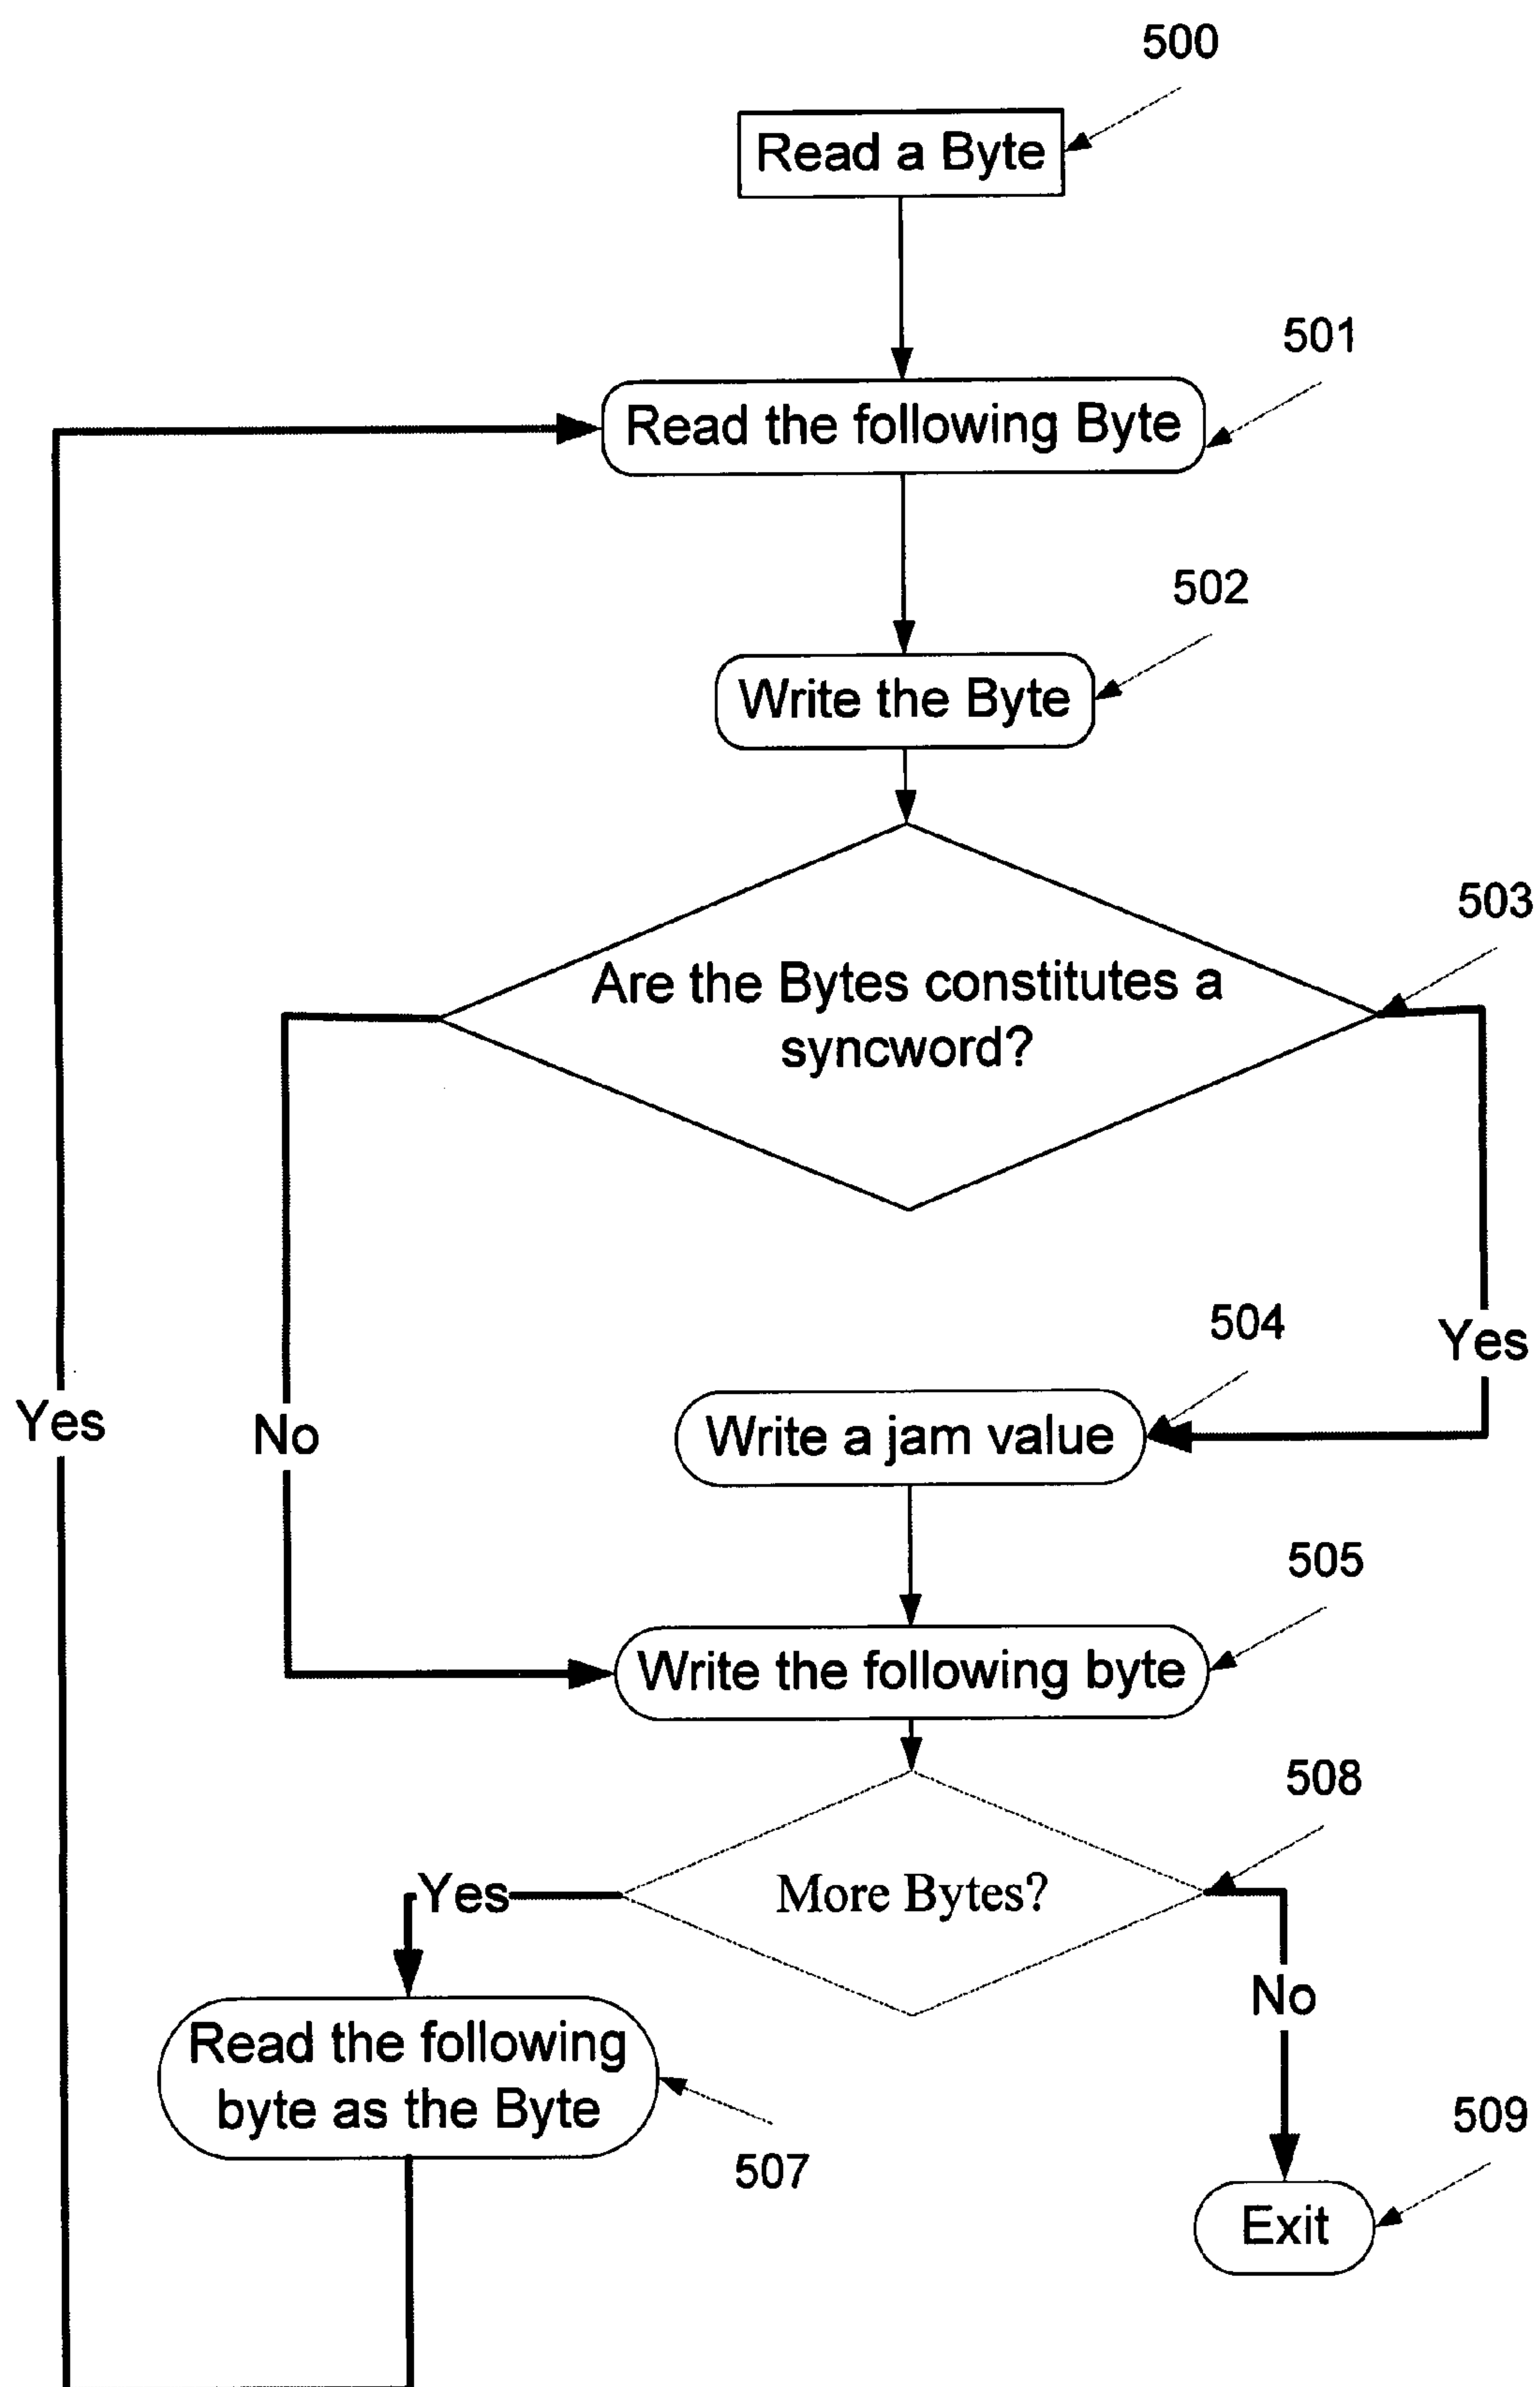 500
Read a Byte
501
Read the following Byte
502
Write the Byte
503
Are the Bytes constitutes a
syncword?
504
Yes
Yes
No
Write a jam value
505
Write the following byte
508
More Bytes?
Yes
No
Read the following
byte as the Byte
507
509
Exit